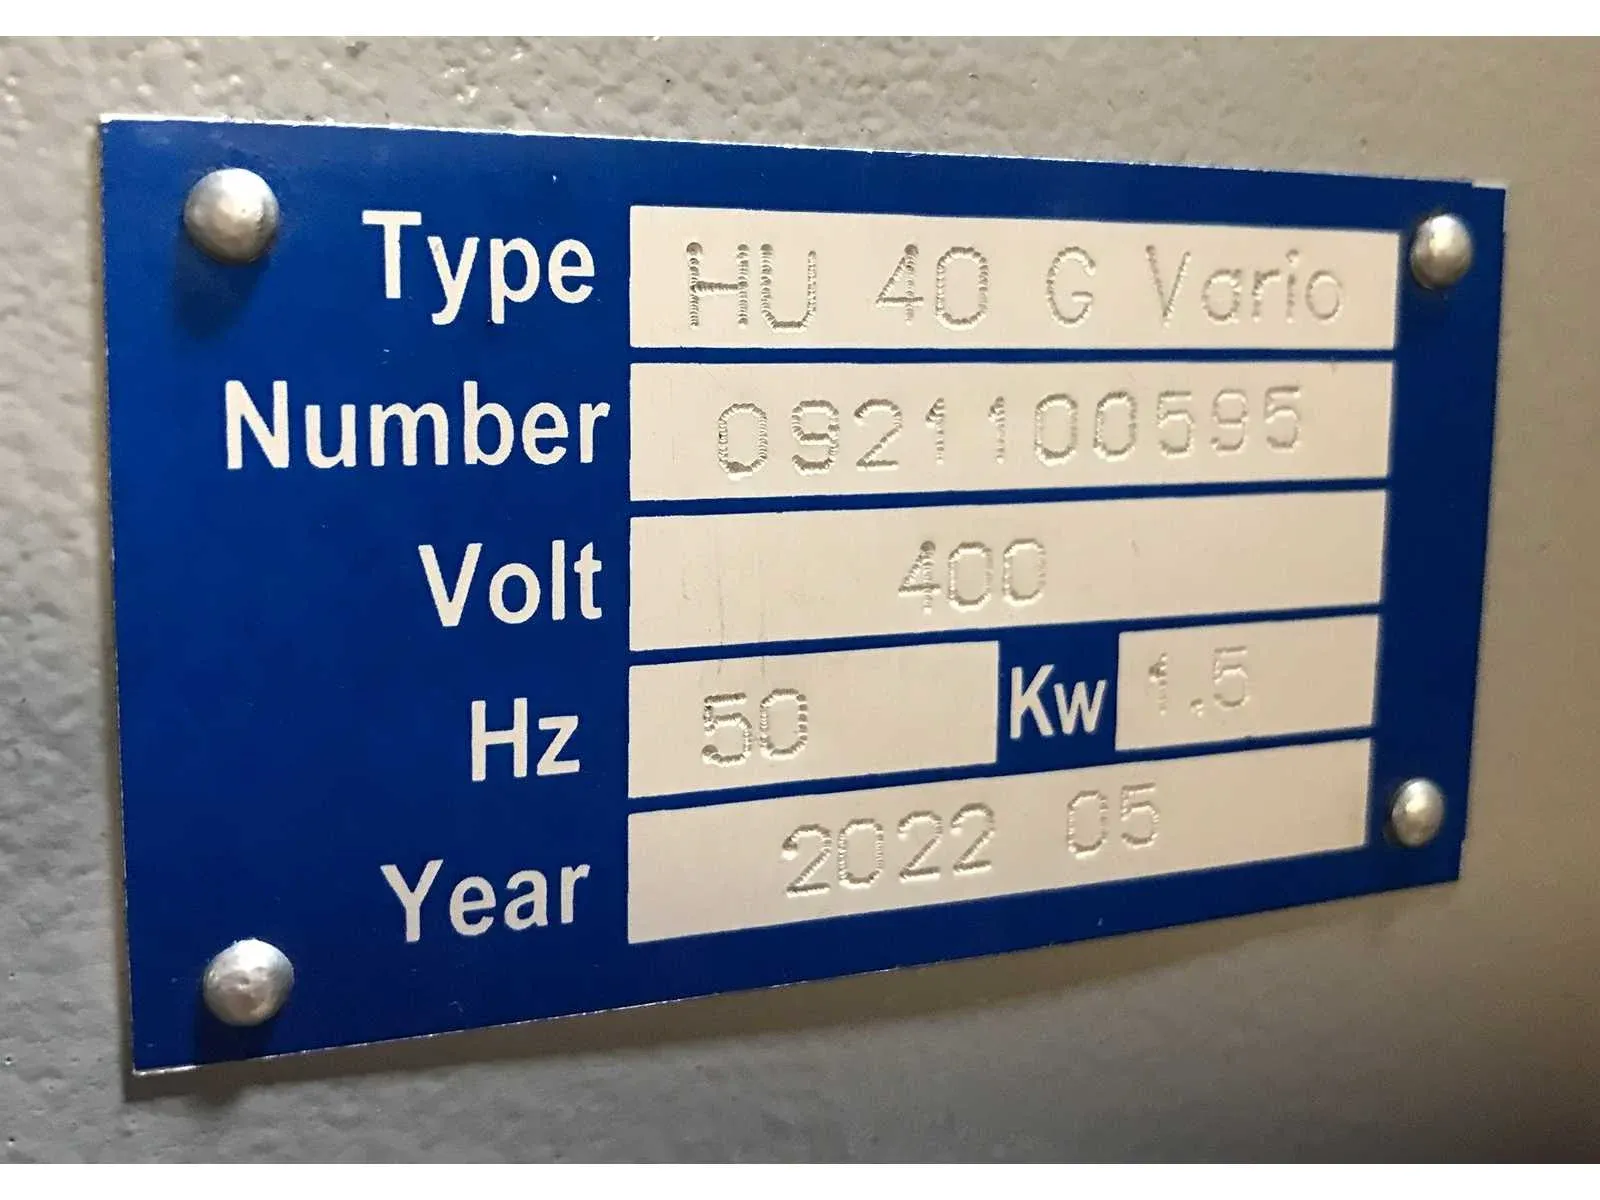 Type HU 40 G Vario
Number 0921100595
Volt 400
Hz 50 Kw 1.5
Year 2022 05